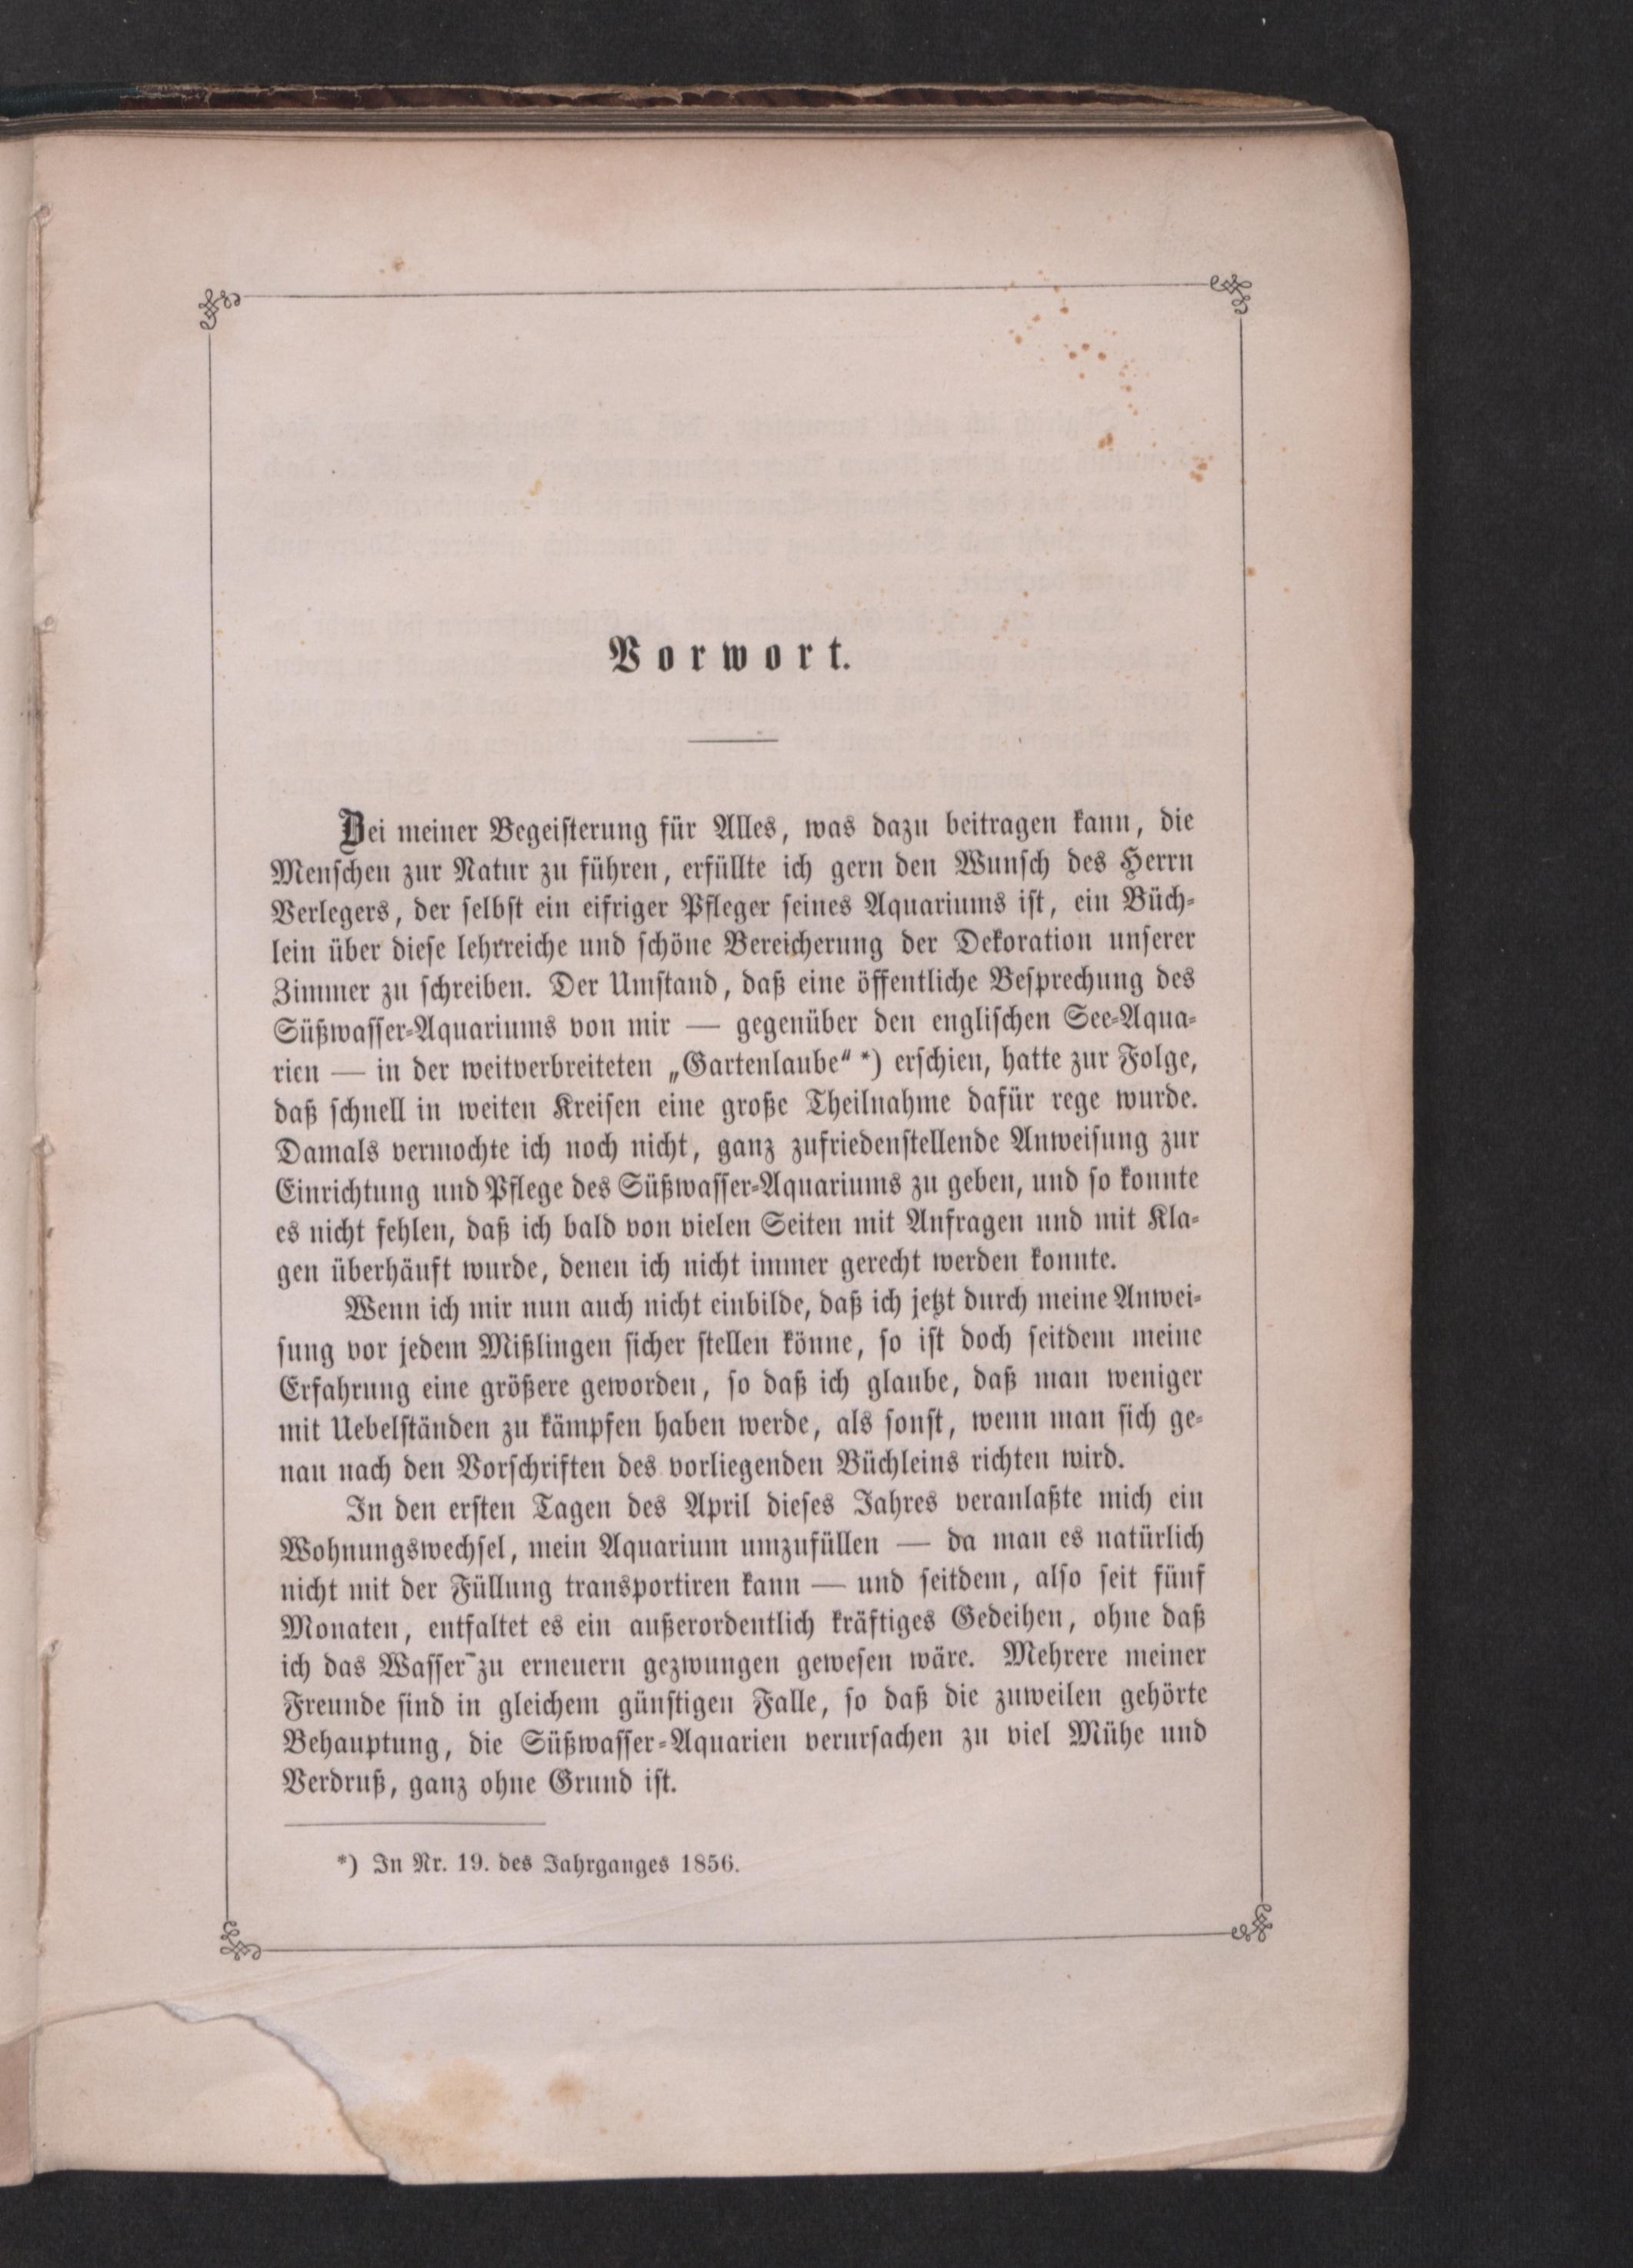 Vorwort.
Bei meiner Begeisterung für Alles, was dazu beitragen kann, die
Menschen zur Natur zu führen, erfüllte ich gern den Wunsch des Herrn
Verlegers, der selbst ein eifriger Pfleger seines Aquariums ist, ein Büch-
lein über diese lehrreiche und schöne Bereicherung der Dekoration unserer
Zimmer zu schreiben. Der Umstand, daß eine öffentliche Besprechung des
Süßwasser-Aquariums von mir — gegenüber den englischen See-Aqua-
rien — in der weitverbreiteten „Gartenlaube“ *) erschien, hatte zur Folge,
daß schnell in weiten Kreisen eine große Theilnahme dafür rege wurde.
Damals vermochte ich noch nicht, ganz zufriedenstellende Anweisung zur
Einrichtung und Pflege des Süßwasser-Aquariums zu geben, und so konnte
es nicht fehlen, daß ich bald von vielen Seiten mit Anfragen und mit Kla-
gen überhäuft wurde, denen ich nicht immer gerecht werden konnte.
Wenn ich mir nun auch nicht einbilde, daß ich jetzt durch meine Anwei-
sung vor jedem Mißlingen sicher stellen könne, so ist doch seitdem meine
Erfahrung eine größere geworden, so daß ich glaube, daß man weniger
mit Uebelständen zu kämpfen haben werde, als sonst, wenn man sich ge-
nau nach den Vorschriften des vorliegenden Büchleins richten wird.
In den ersten Tagen des April dieses Jahres veranlaßte mich ein
Wohnungswechsel, mein Aquarium umzufüllen — da man es natürlich
nicht mit der Füllung transportiren kann — und seitdem, also seit fünf
Monaten, entfaltet es ein außerordentlich kräftiges Gedeihen, ohne daß
ich das Wasser zu erneuern gezwungen gewesen wäre. Mehrere meiner
Freunde sind in gleichem günstigen Falle, so daß die zuweilen gehörte
Behauptung, die Süßwasser-Aquarien verursachen zu viel Mühe und
Verdruß, ganz ohne Grund ist.
*) In Nr. 19. des Jahrganges 1856.